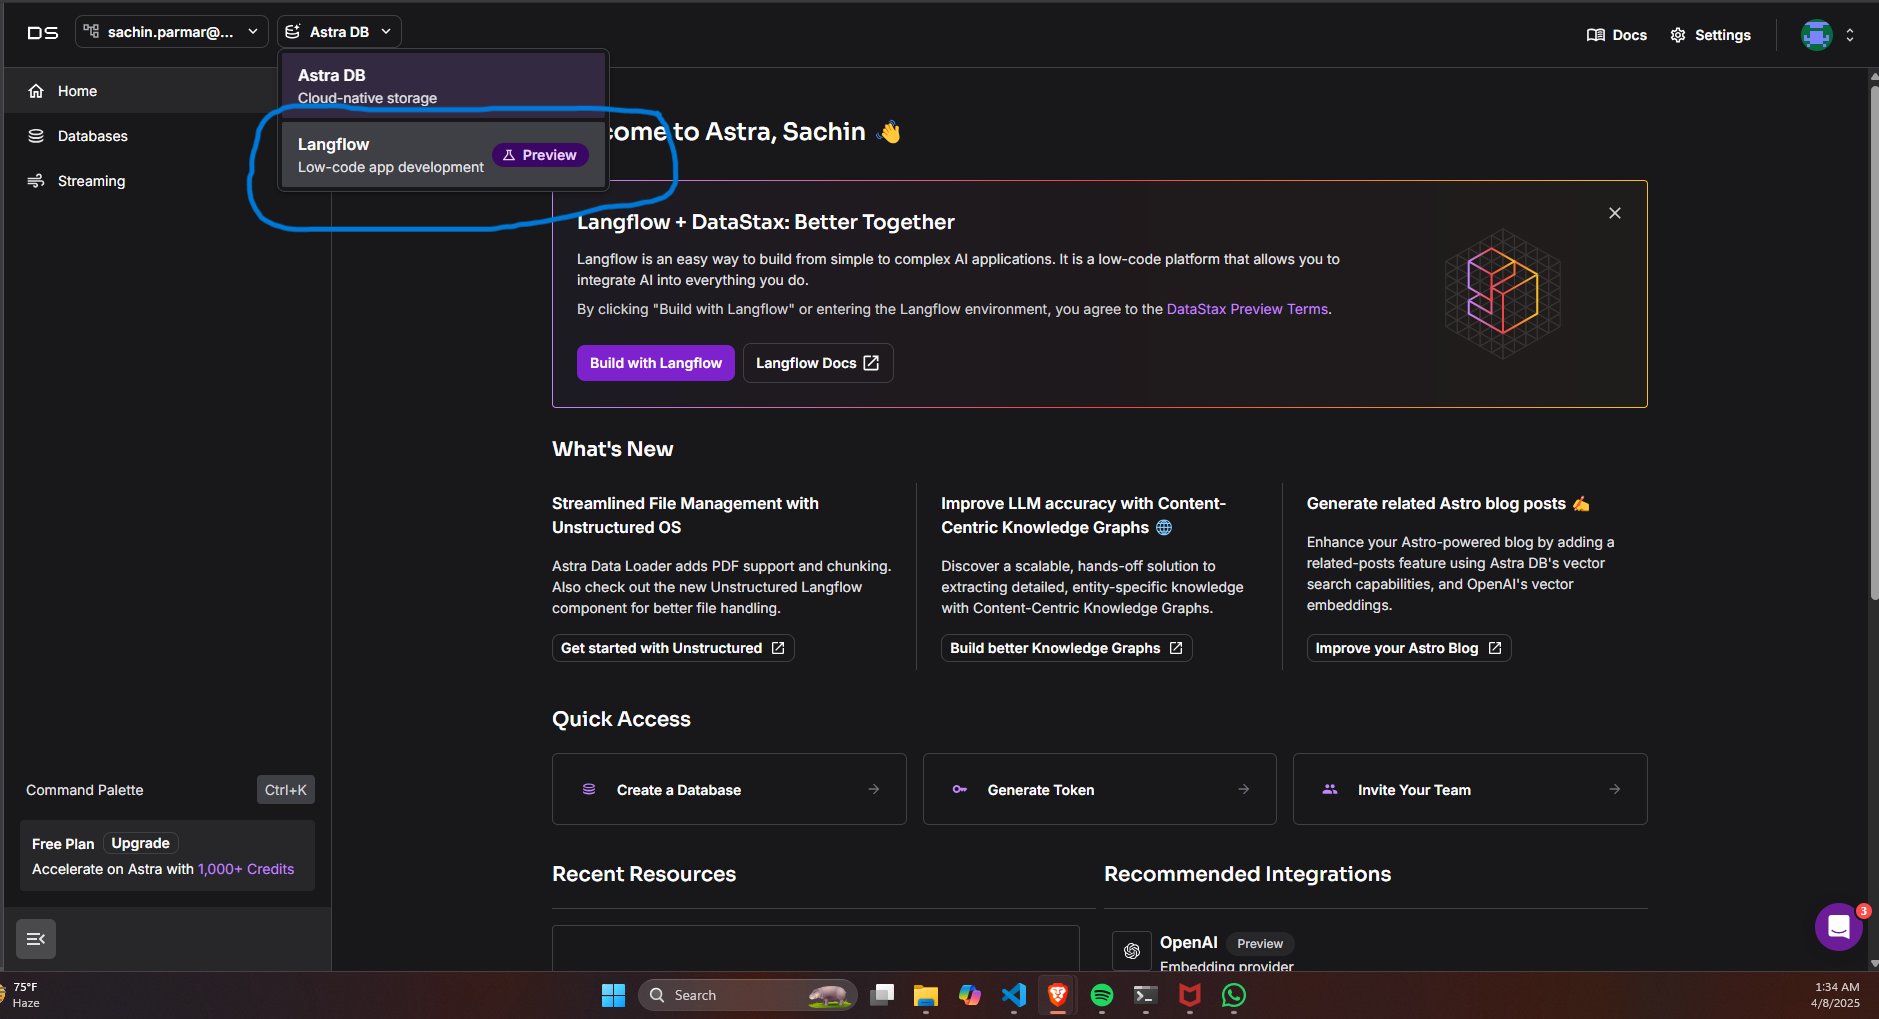 DS
sachin.parmar@...
Astra DB
Docs
Settings
Home
Databases
Streaming
Astra DB
Cloud-native storage
Langflow
Low-code app development
Preview
come to Astra, Sachin 👋
Langflow + DataStax: Better Together
Langflow is an easy way to build from simple to complex AI applications. It is a low-code platform that allows you to
integrate AI into everything you do.
By clicking "Build with Langflow" or entering the Langflow environment, you agree to the DataStax Preview Terms.
Build with Langflow
Langflow Docs
What's New
Streamlined File Management with
Unstructured OS
Astra Data Loader adds PDF support and chunking.
Also check out the new Unstructured Langflow
component for better file handling.
Get started with Unstructured
Improve LLM accuracy with Content-
Centric Knowledge Graphs 🌐
Discover a scalable, hands-off solution to
extracting detailed, entity-specific knowledge
with Content-Centric Knowledge Graphs.
Build better Knowledge Graphs
Generate related Astro blog posts ✍️
Enhance your Astro-powered blog by adding a
related-posts feature using Astra DB's vector
search capabilities, and OpenAI's vector
embeddings.
Improve your Astro Blog
Quick Access
Create a Database
Generate Token
Invite Your Team
Recent Resources
Recommended Integrations
OpenAI
Preview
Embedding provider
Command Palette
Ctrl+K
Free Plan
Upgrade
Accelerate on Astra with 1,000+ Credits
3
75°F
Haze
Search
1:34 AM
4/8/2025